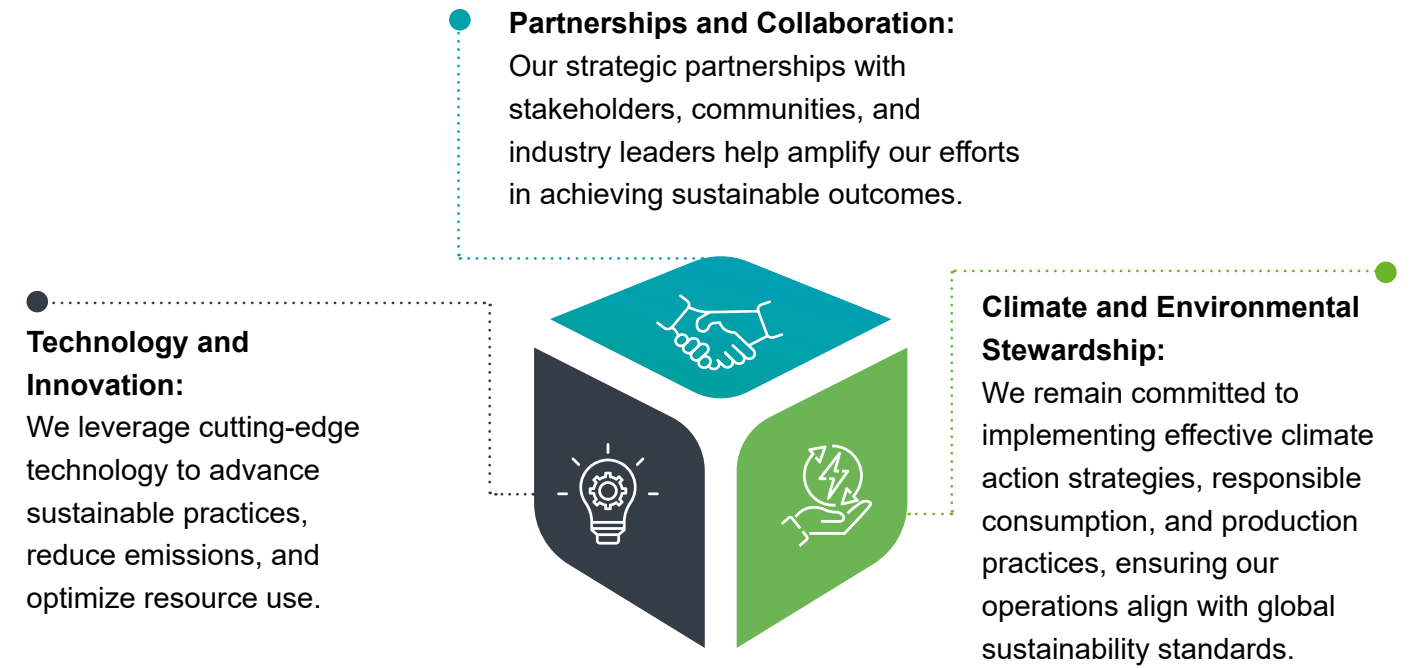 Partnerships and Collaboration:
Our strategic partnerships with
stakeholders, communities, and
industry leaders help amplify our efforts
in achieving sustainable outcomes.
Technology and
Innovation:
We leverage cutting-edge
technology to advance
sustainable practices,
reduce emissions, and
optimize resource use.
Climate and Environmental
Stewardship:
We remain committed to
implementing effective climate
action strategies, responsible
consumption, and production
practices, ensuring our
operations align with global
sustainability standards.